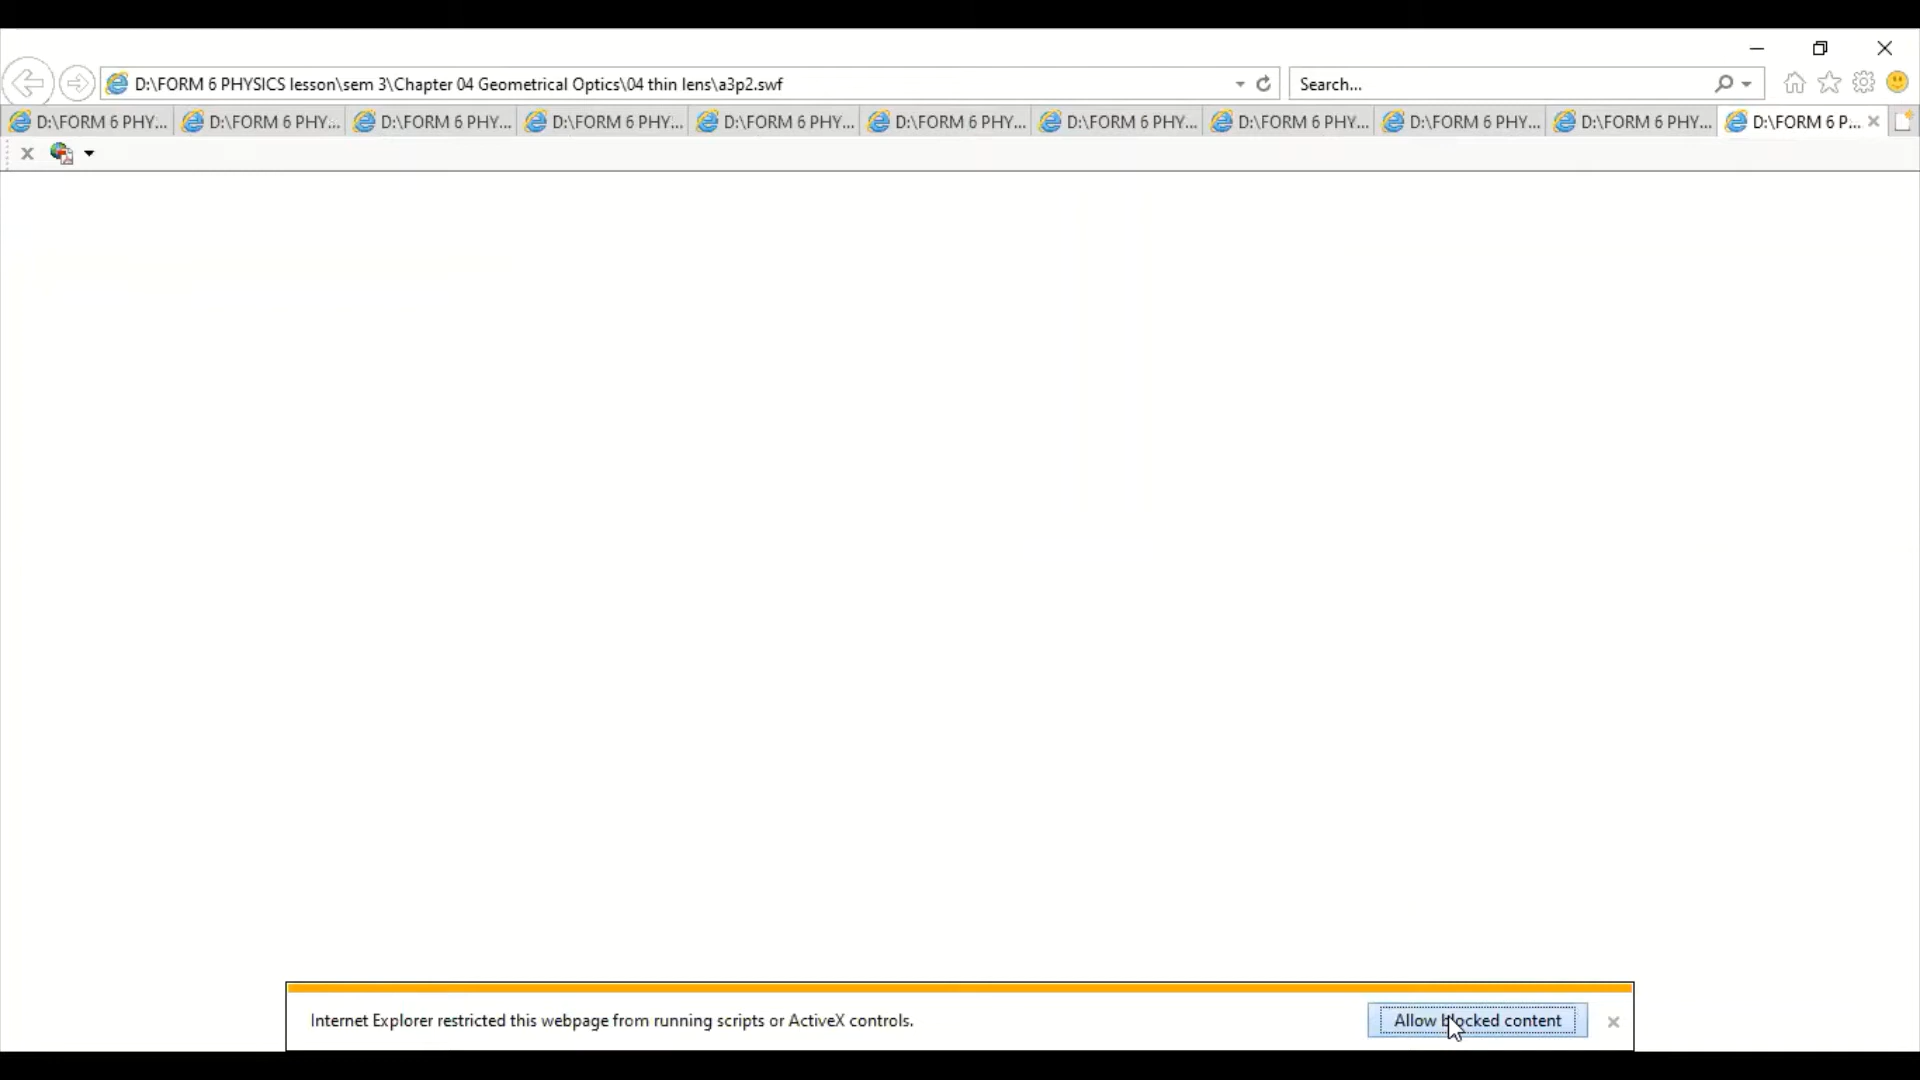 D:\FORM 6 PHYSICS lesson\sem 3\Chapter 04 Geometrical Optics\04 thin lens\a3p2.swf
Search...
D:\FORM 6 PHY... D:\FORM 6 PHY... D:\FORM 6 PHY... D:\FORM 6 PHY... D:\FORM 6 PHY... D:\FORM 6 PHY... D:\FORM 6 PHY... D:\FORM 6 PHY... D:\FORM 6 PHY... D:\FORM 6 PHY... D:\FORM 6 P...
Internet Explorer restricted this webpage from running scripts or ActiveX controls.
Allow blocked content